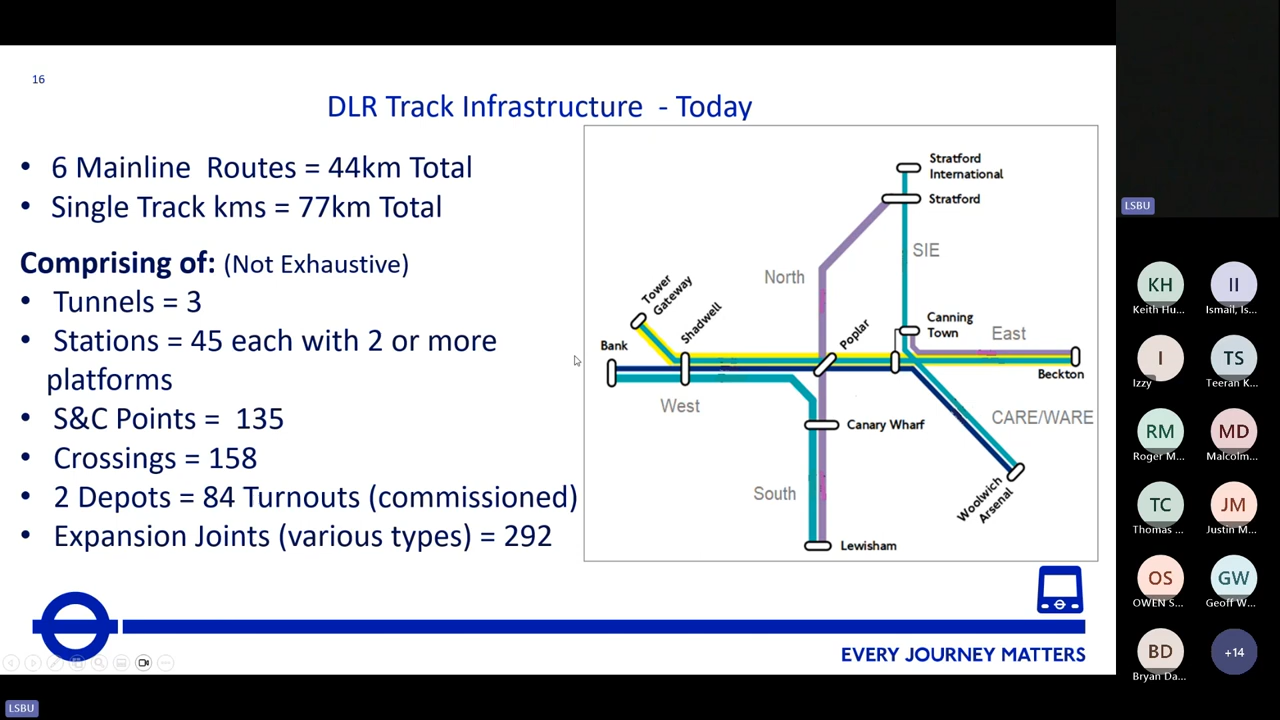 16
DLR Track Infrastructure - Today
• 6 Mainline Routes = 44km Total
• Single Track kms = 77km Total
Comprising of: (Not Exhaustive)
• Tunnels = 3
• Stations = 45 each with 2 or more
platforms
• S&C Points = 135
• Crossings = 158
• 2 Depots = 84 Turnouts (commissioned)
• Expansion Joints (various types) = 292
Stratford
International
Stratford
SIE
North
Tower
Gateway
Shadwell
Bank
Poplar
Canning
Town
East
Beckton
West
CARE/WARE
Canary Wharf
South
Woolwich
Arsenal
Lewisham
EVERY JOURNEY MATTERS
LSBU
LSBU
KH
II
Keith Hu...
Ismail, Is...
I
TS
Izzy
Teeran K...
RM
MD
Roger M...
Malcolm...
TC
JM
Thomas ...
Justin M...
OS
GW
OWEN S...
Geoff W...
BD
+14
Bryan Da...